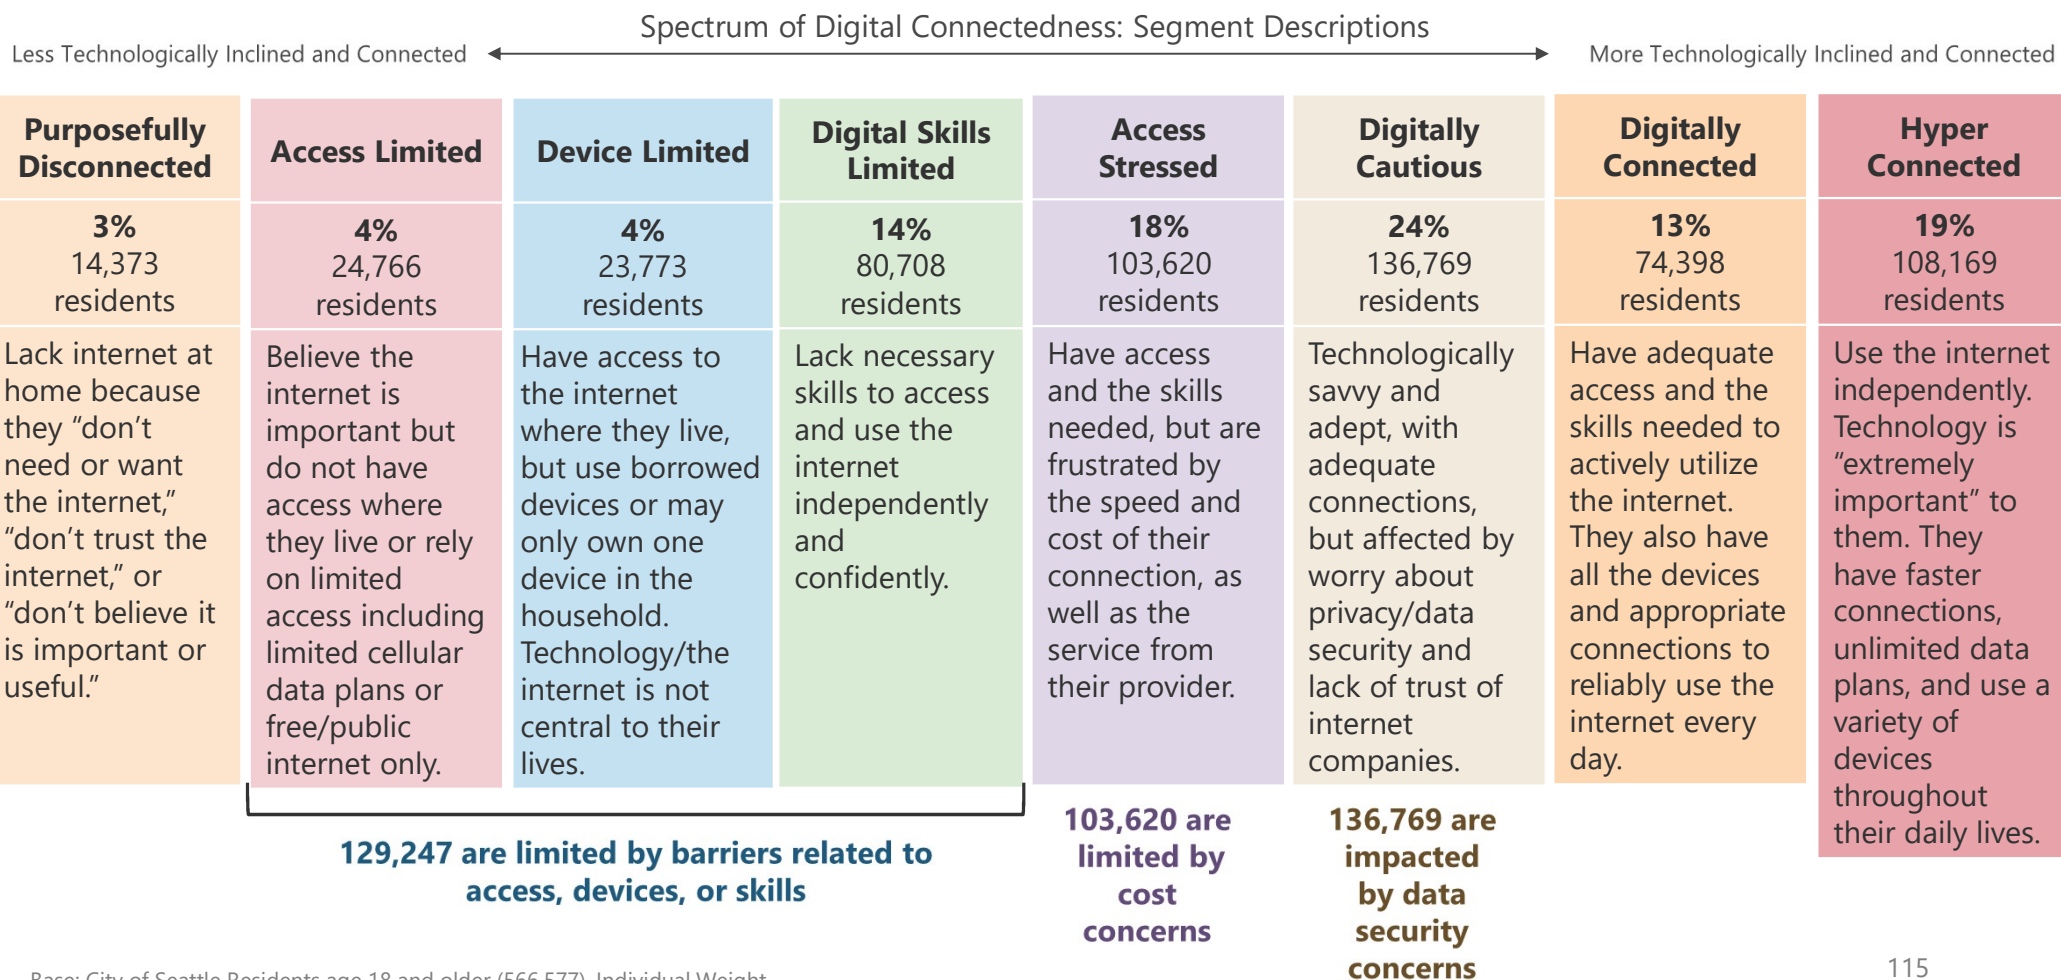 Spectrum of Digital Connectedness: Segment Descriptions
Less Technologically Inclined and Connected
More Technologically Inclined and Connected
Purposefully
Disconnected
3%
14,373
residents
Lack internet at
home because
they “don’t
need or want
the internet,”
“don’t trust the
internet,” or
“don’t believe it
is important or
useful.”
Access Limited
4%
24,766
residents
Believe the
internet is
important but
do not have
access where
they live or rely
on limited
access including
limited cellular
data plans or
free/public
internet only.
Device Limited
4%
23,773
residents
Have access to
the internet
where they live,
but use borrowed
devices or may
only own one
device in the
household.
Technology/the
internet is not
central to their
lives.
Digital Skills
Limited
14%
80,708
residents
Lack necessary
skills to access
and use the
internet
independently
and
confidently.
Access
Stressed
18%
103,620
residents
Have access
and the skills
needed, but are
frustrated by
the speed and
cost of their
connection, as
well as the
service from
their provider.
Digitally
Cautious
24%
136,769
residents
Technologically
savvy and
adept, with
adequate
connections,
but affected by
worry about
privacy/data
security and
lack of trust of
internet
companies.
Digitally
Connected
13%
74,398
residents
Have adequate
access and the
skills needed to
actively utilize
the internet.
They also have
all the devices
and appropriate
connections to
reliably use the
internet every
day.
Hyper
Connected
19%
108,169
residents
Use the internet
independently.
Technology is
“extremely
important” to
them. They
have faster
connections,
unlimited data
plans, and use a
variety of
devices
throughout
their daily lives.
129,247 are limited by barriers related to
access, devices, or skills
103,620 are
limited by
cost
concerns
136,769 are
impacted
by data
security
concerns
Base: City of Seattle Residents age 18 and older (566,577), Individual Weight
115